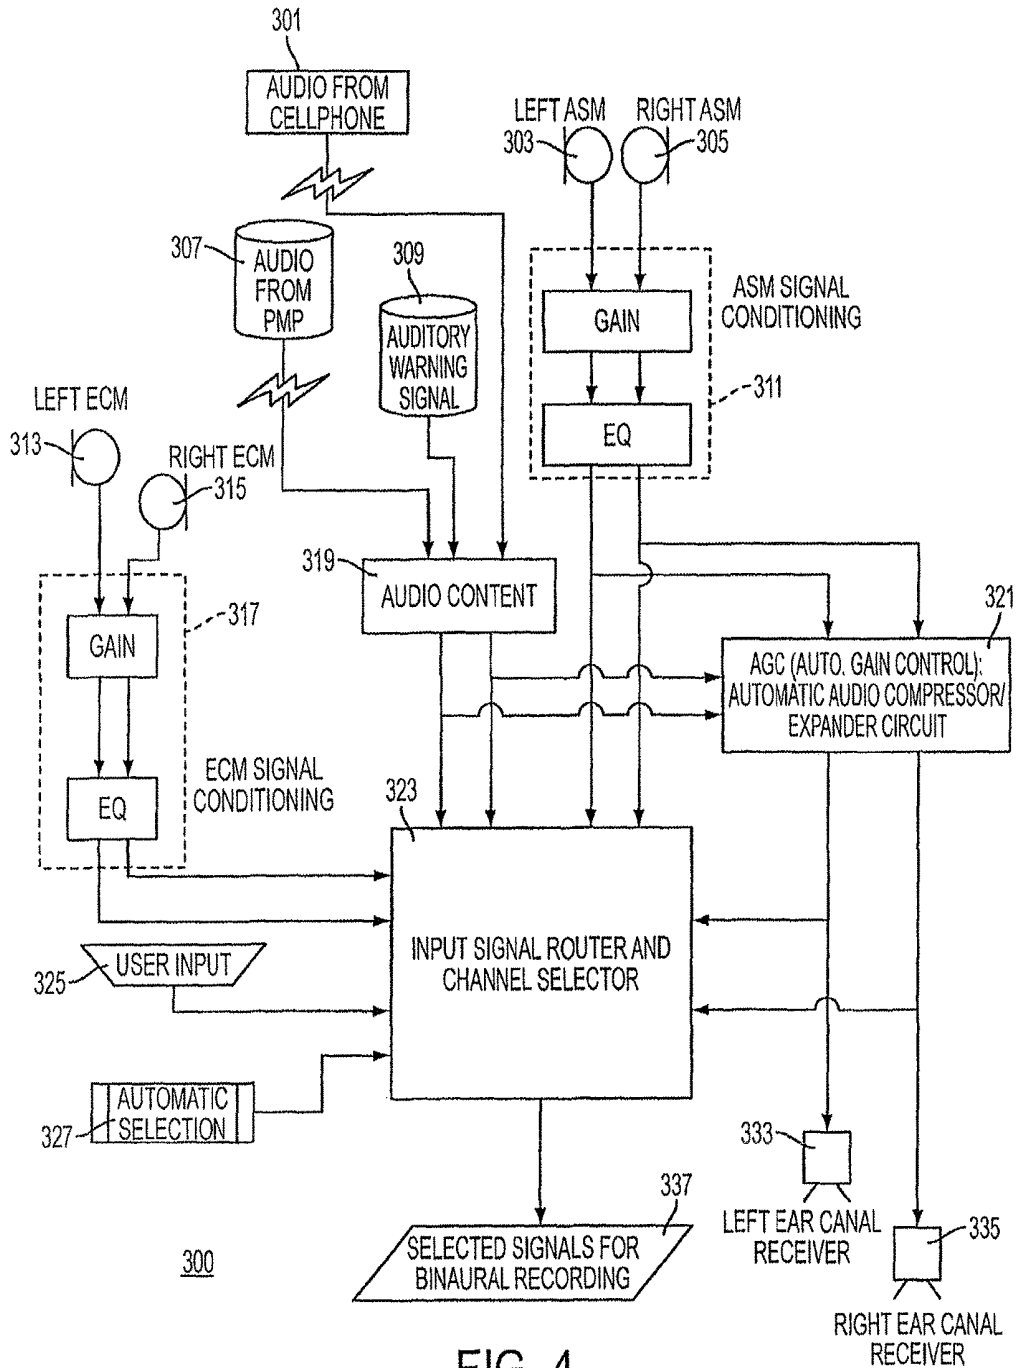 301
AUDIO FROM
CELLPHONE
LEFT ASM
303
RIGHT ASM
305
307
AUDIO
FROM
PMP
309
AUDITORY
WARNING
SIGNAL
GAIN
EQ
ASM SIGNAL
CONDITIONING
311
LEFT ECM
313
RIGHT ECM
315
319
AUDIO CONTENT
317
GAIN
EQ
ECM SIGNAL
CONDITIONING
321
AGC (AUTO. GAIN CONTROL):
AUTOMATIC AUDIO COMPRESSOR/
EXPANDER CIRCUIT
323
INPUT SIGNAL ROUTER AND
CHANNEL SELECTOR
USER INPUT
325
AUTOMATIC
SELECTION
327
333
LEFT EAR CANAL
RECEIVER
335
RIGHT EAR CANAL
RECEIVER
337
SELECTED SIGNALS FOR
BINAURAL RECORDING
300
FIG. 4